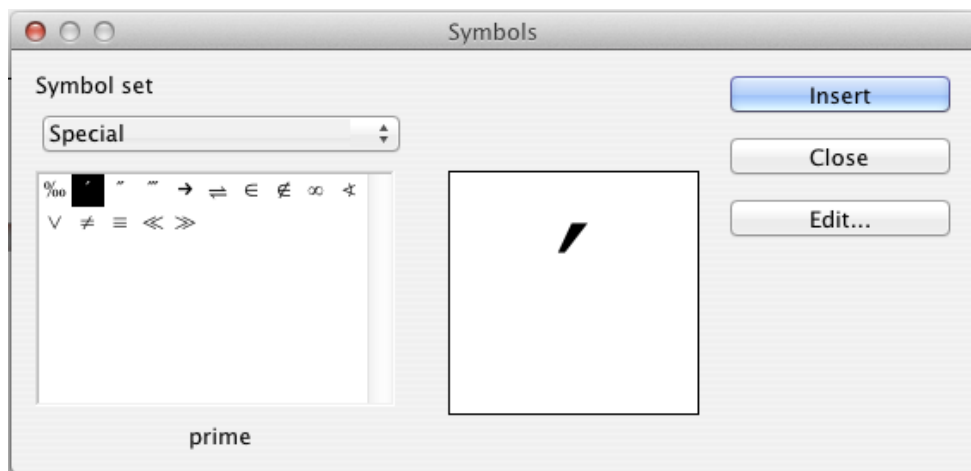 Symbols
Symbol set
Special
Insert
Close
Edit...
‰ ′ ″ ‴ → ⇌ ∈ ∉ ∞ ∢
∨ ≠ ≡ ≪ ≫
′
prime